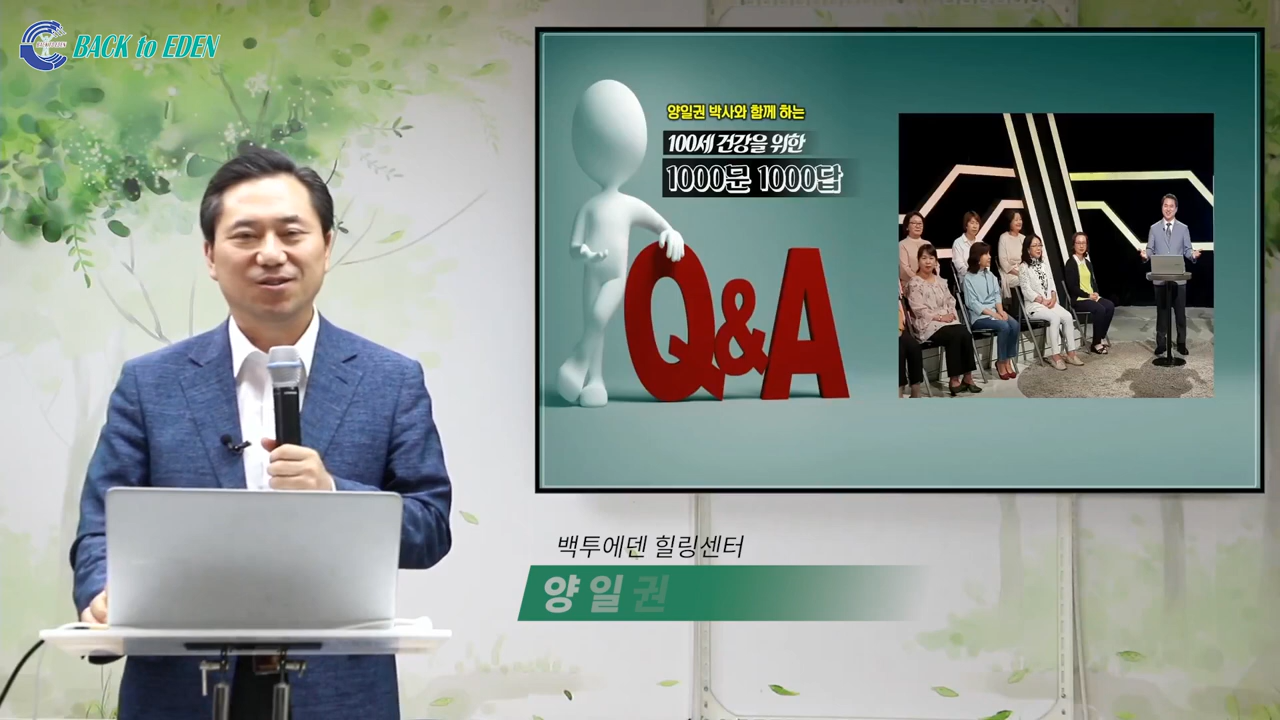 BACK to EDEN
양일권 박사와 함께 하는
100세 건강을 위한
1000문 1000답
Q&A
백투에덴 힐링센터
양일권